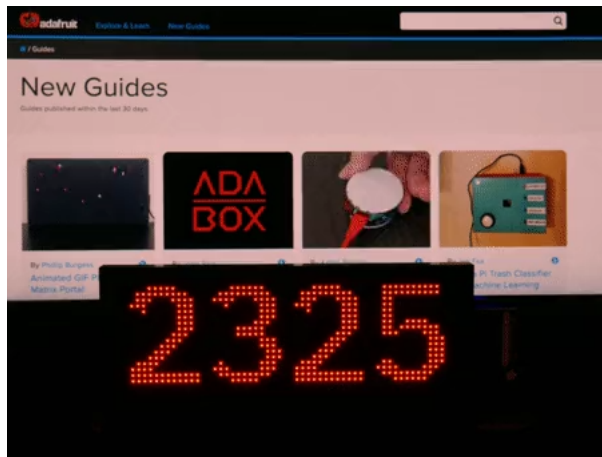 adafruit Explore & Learn New Guides
/ Guides
New Guides
Guides published within the last 30 days.
ADA
BOX
By Phillip Burgess
Animated GIF
Matrix Portal
Pi Trash Classifier
Machine Learning
2325